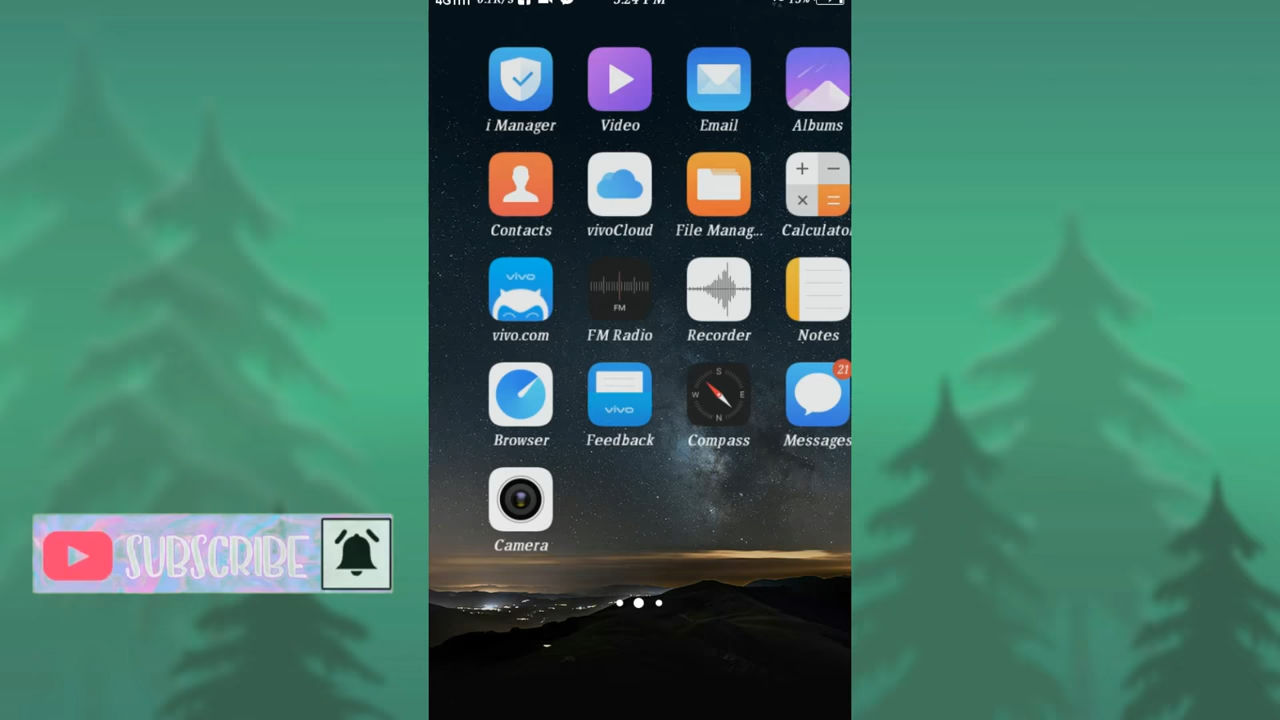 i Manager Video Email Albums
Contacts vivoCloud File Manag... Calculato
vivo
FM
vivo.com FM Radio Recorder Notes
21
S
W E
vivo
N
Browser Feedback Compass Messages
SUBSCRIBE
Camera